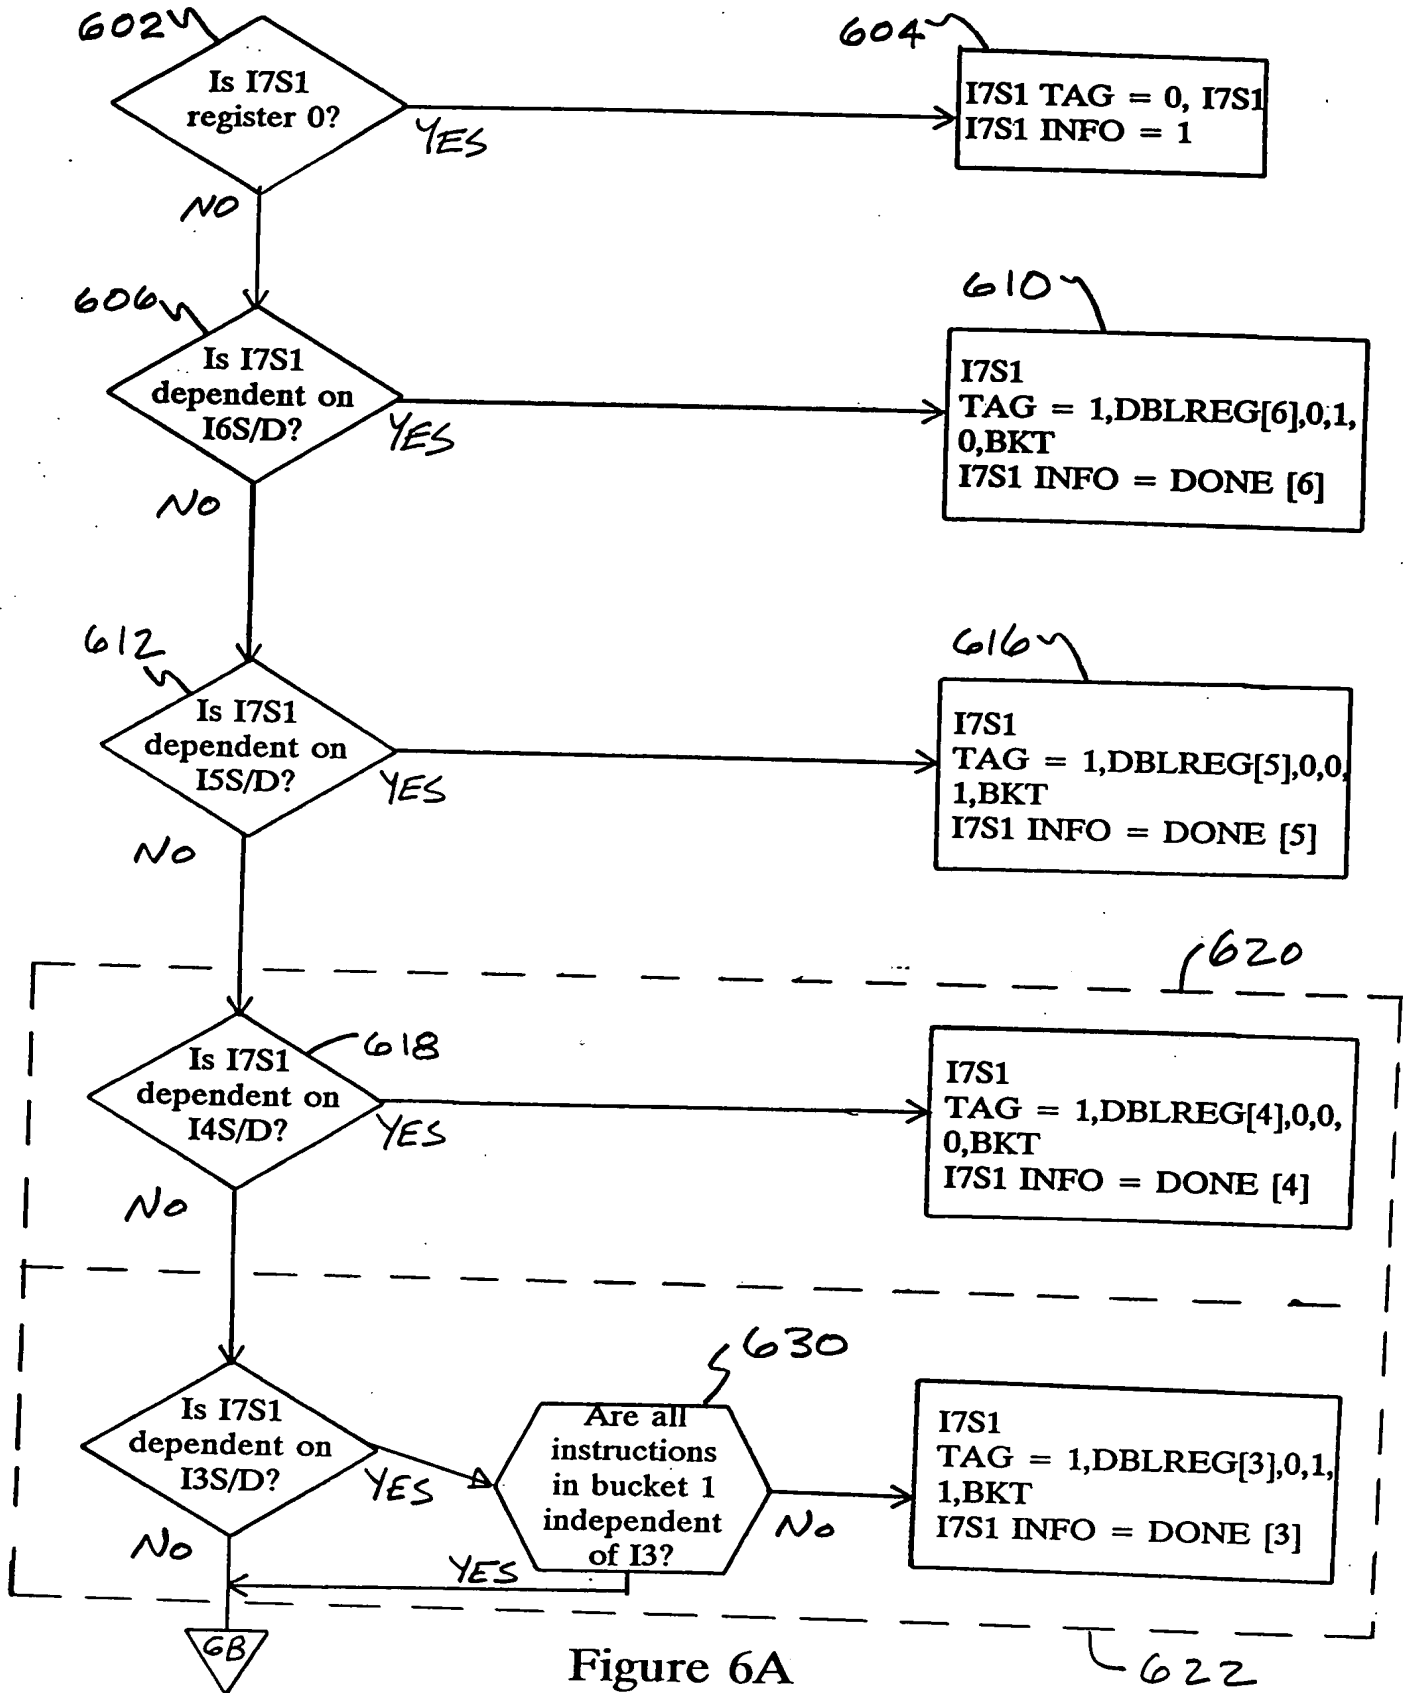 602
604
Is I7S1
register 0?
YES
I7S1 TAG = 0, I7S1
I7S1 INFO = 1
NO
606
610
Is I7S1
dependent on
I6S/D?
YES
I7S1
TAG = 1,DBLREG[6],0,1,
0,BKT
I7S1 INFO = DONE [6]
NO
612
616
Is I7S1
dependent on
I5S/D?
YES
I7S1
TAG = 1,DBLREG[5],0,0,
1,BKT
I7S1 INFO = DONE [5]
NO
620
618
Is I7S1
dependent on
I4S/D?
YES
I7S1
TAG = 1,DBLREG[4],0,0,
0,BKT
I7S1 INFO = DONE [4]
NO
630
Is I7S1
dependent on
I3S/D?
YES
Are all
instructions
in bucket 1
independent
of I3?
NO
I7S1
TAG = 1,DBLREG[3],0,1,
1,BKT
I7S1 INFO = DONE [3]
NO
YES
6B
Figure 6A
622